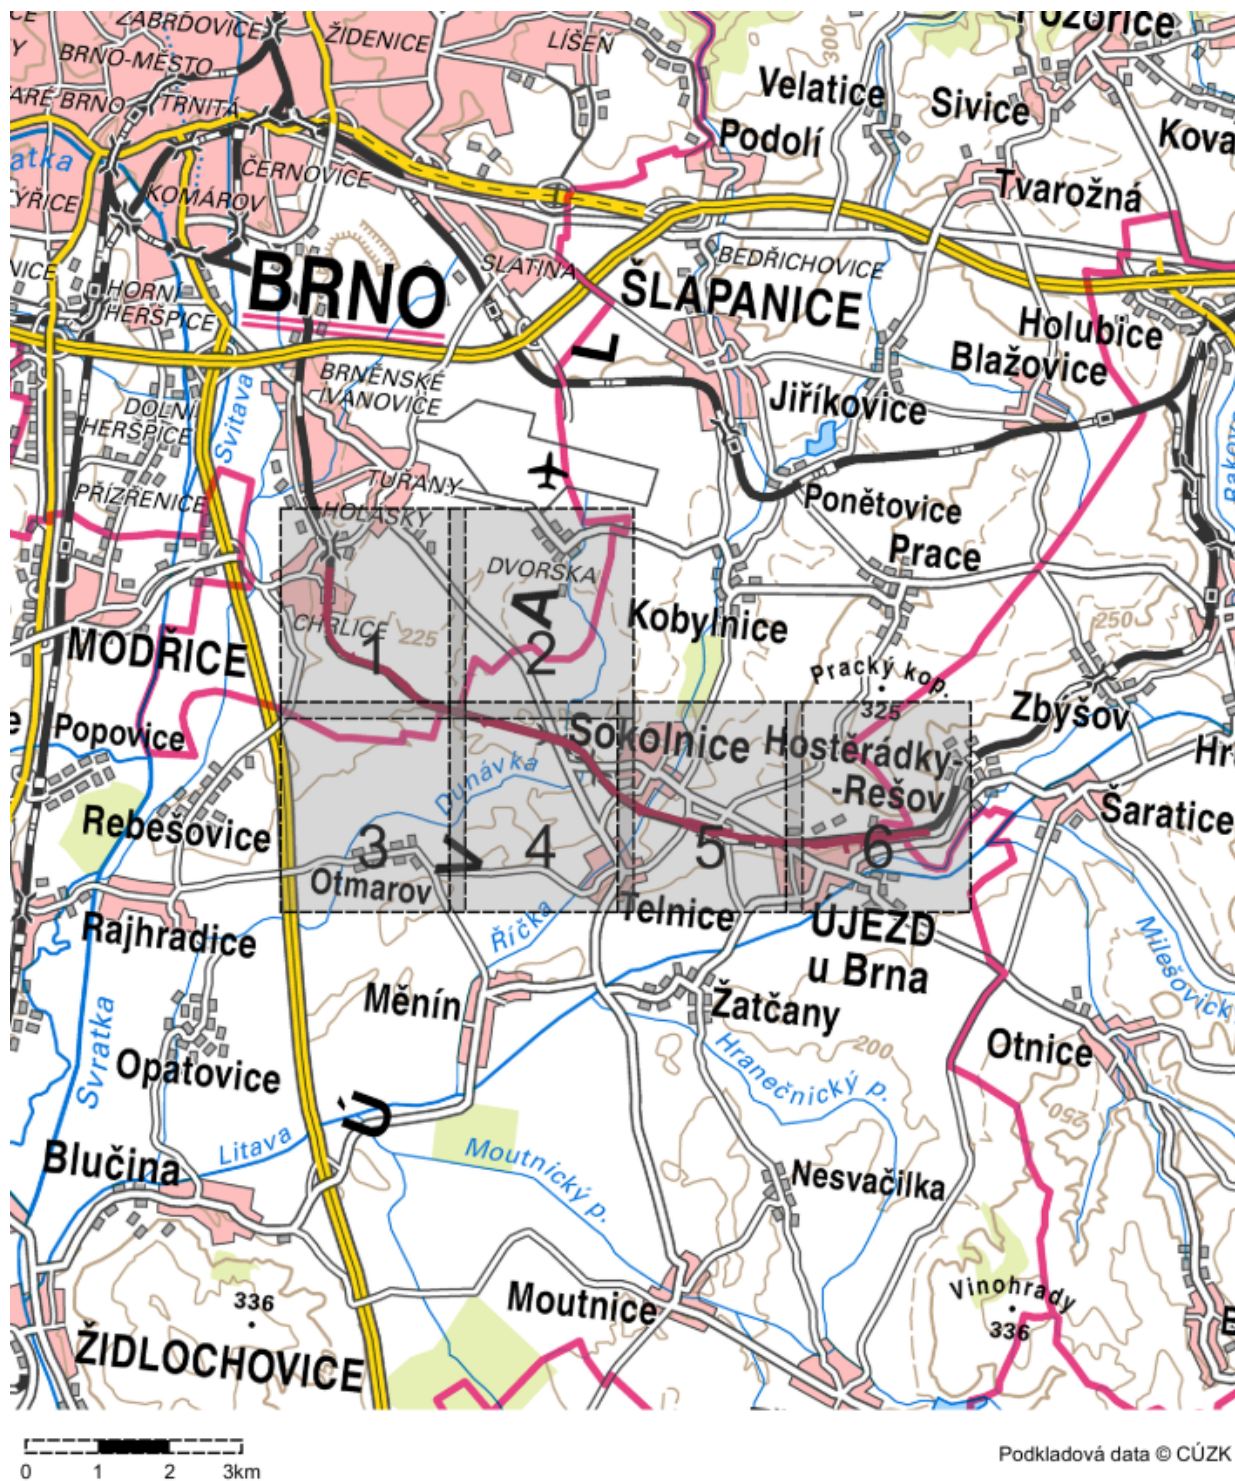 ZÁBRDOVICE
ŽIDENICE
LÍŠEŇ
POZOŘICE
BRNO-MĚSTO
Velatice
Sivice
TRNITÁ
Podolí
ČERNOVICE
KOMÁROV
Tvarožná
SLATINA
BEDŘICHOVICE
BRNO
ŠLAPANICE
HORNÍ
HERŠPICE
Holubice
L
BRNĚNSKÉ
IVANOVICE
Blažovice
DOLNÍ
HERŠPICE
Svitava
Jiříkovice
TUŘANY
PŘÍZŘENICE
HOLÁSKY
Ponětovice
Prace
DVORSKA
A
CHRLICE
225
1
2
Kobylnice
250
MODŘICE
Pracký kop.
325
Zbýšov
Popovice
Sokolnice
Hostěrádky-
-Rešov
Dunávka
Rebešovice
Šaratice
3
V
4
5
6
Otmarov
Rajhradice
Telnice
ÚJEZD
u Brna
Říčka
Měnín
Žatčany
Svratka
Opatovice
Hranečnický p.
200
Otnice
250
Ú
Litava
Blučina
Moutnický p.
Nesvačilka
336
Moutnice
Vinohrady
336
ŽIDLOCHOVICE
300
0 1 2 3km
Podkladová data © ČÚZK